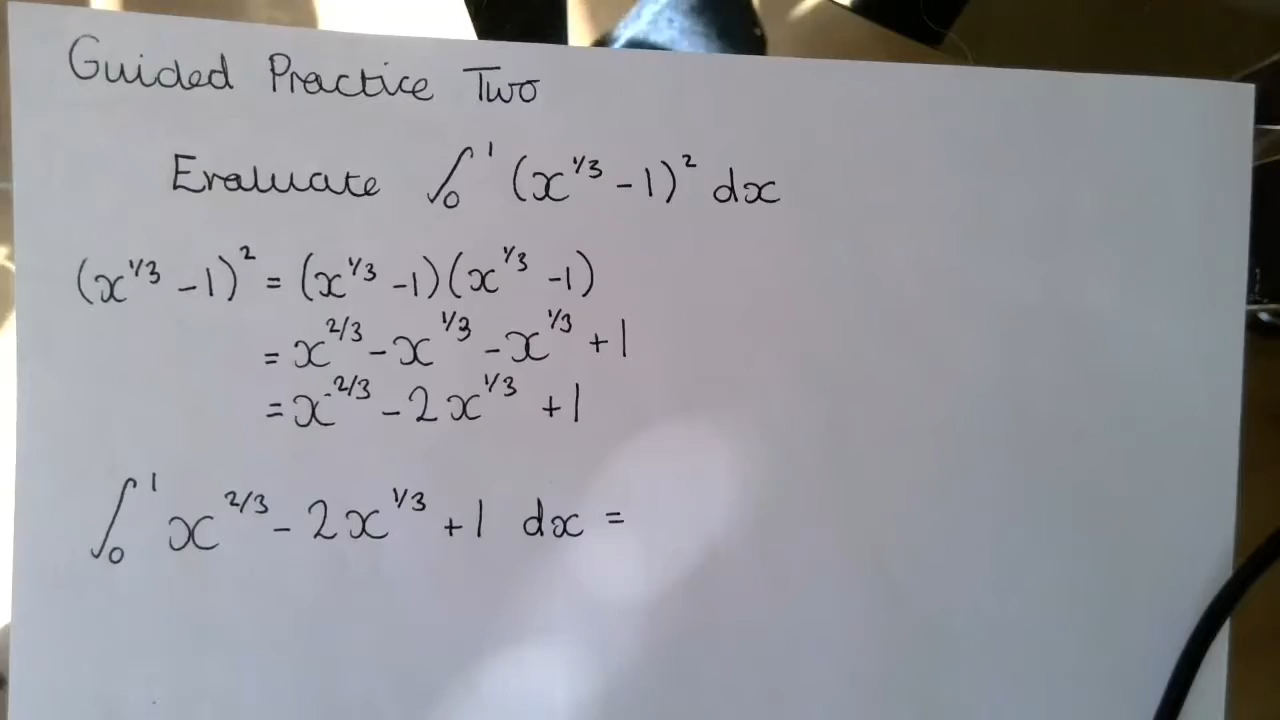 Guided Practice Two
Evaluate ∫₀¹ (x^1/3 - 1)² dx
(x^1/3 - 1)² = (x^1/3 - 1)(x^1/3 - 1)
= x^2/3 - x^1/3 - x^1/3 + 1
= x^2/3 - 2x^1/3 + 1
∫₀¹ x^2/3 - 2x^1/3 + 1 dx =